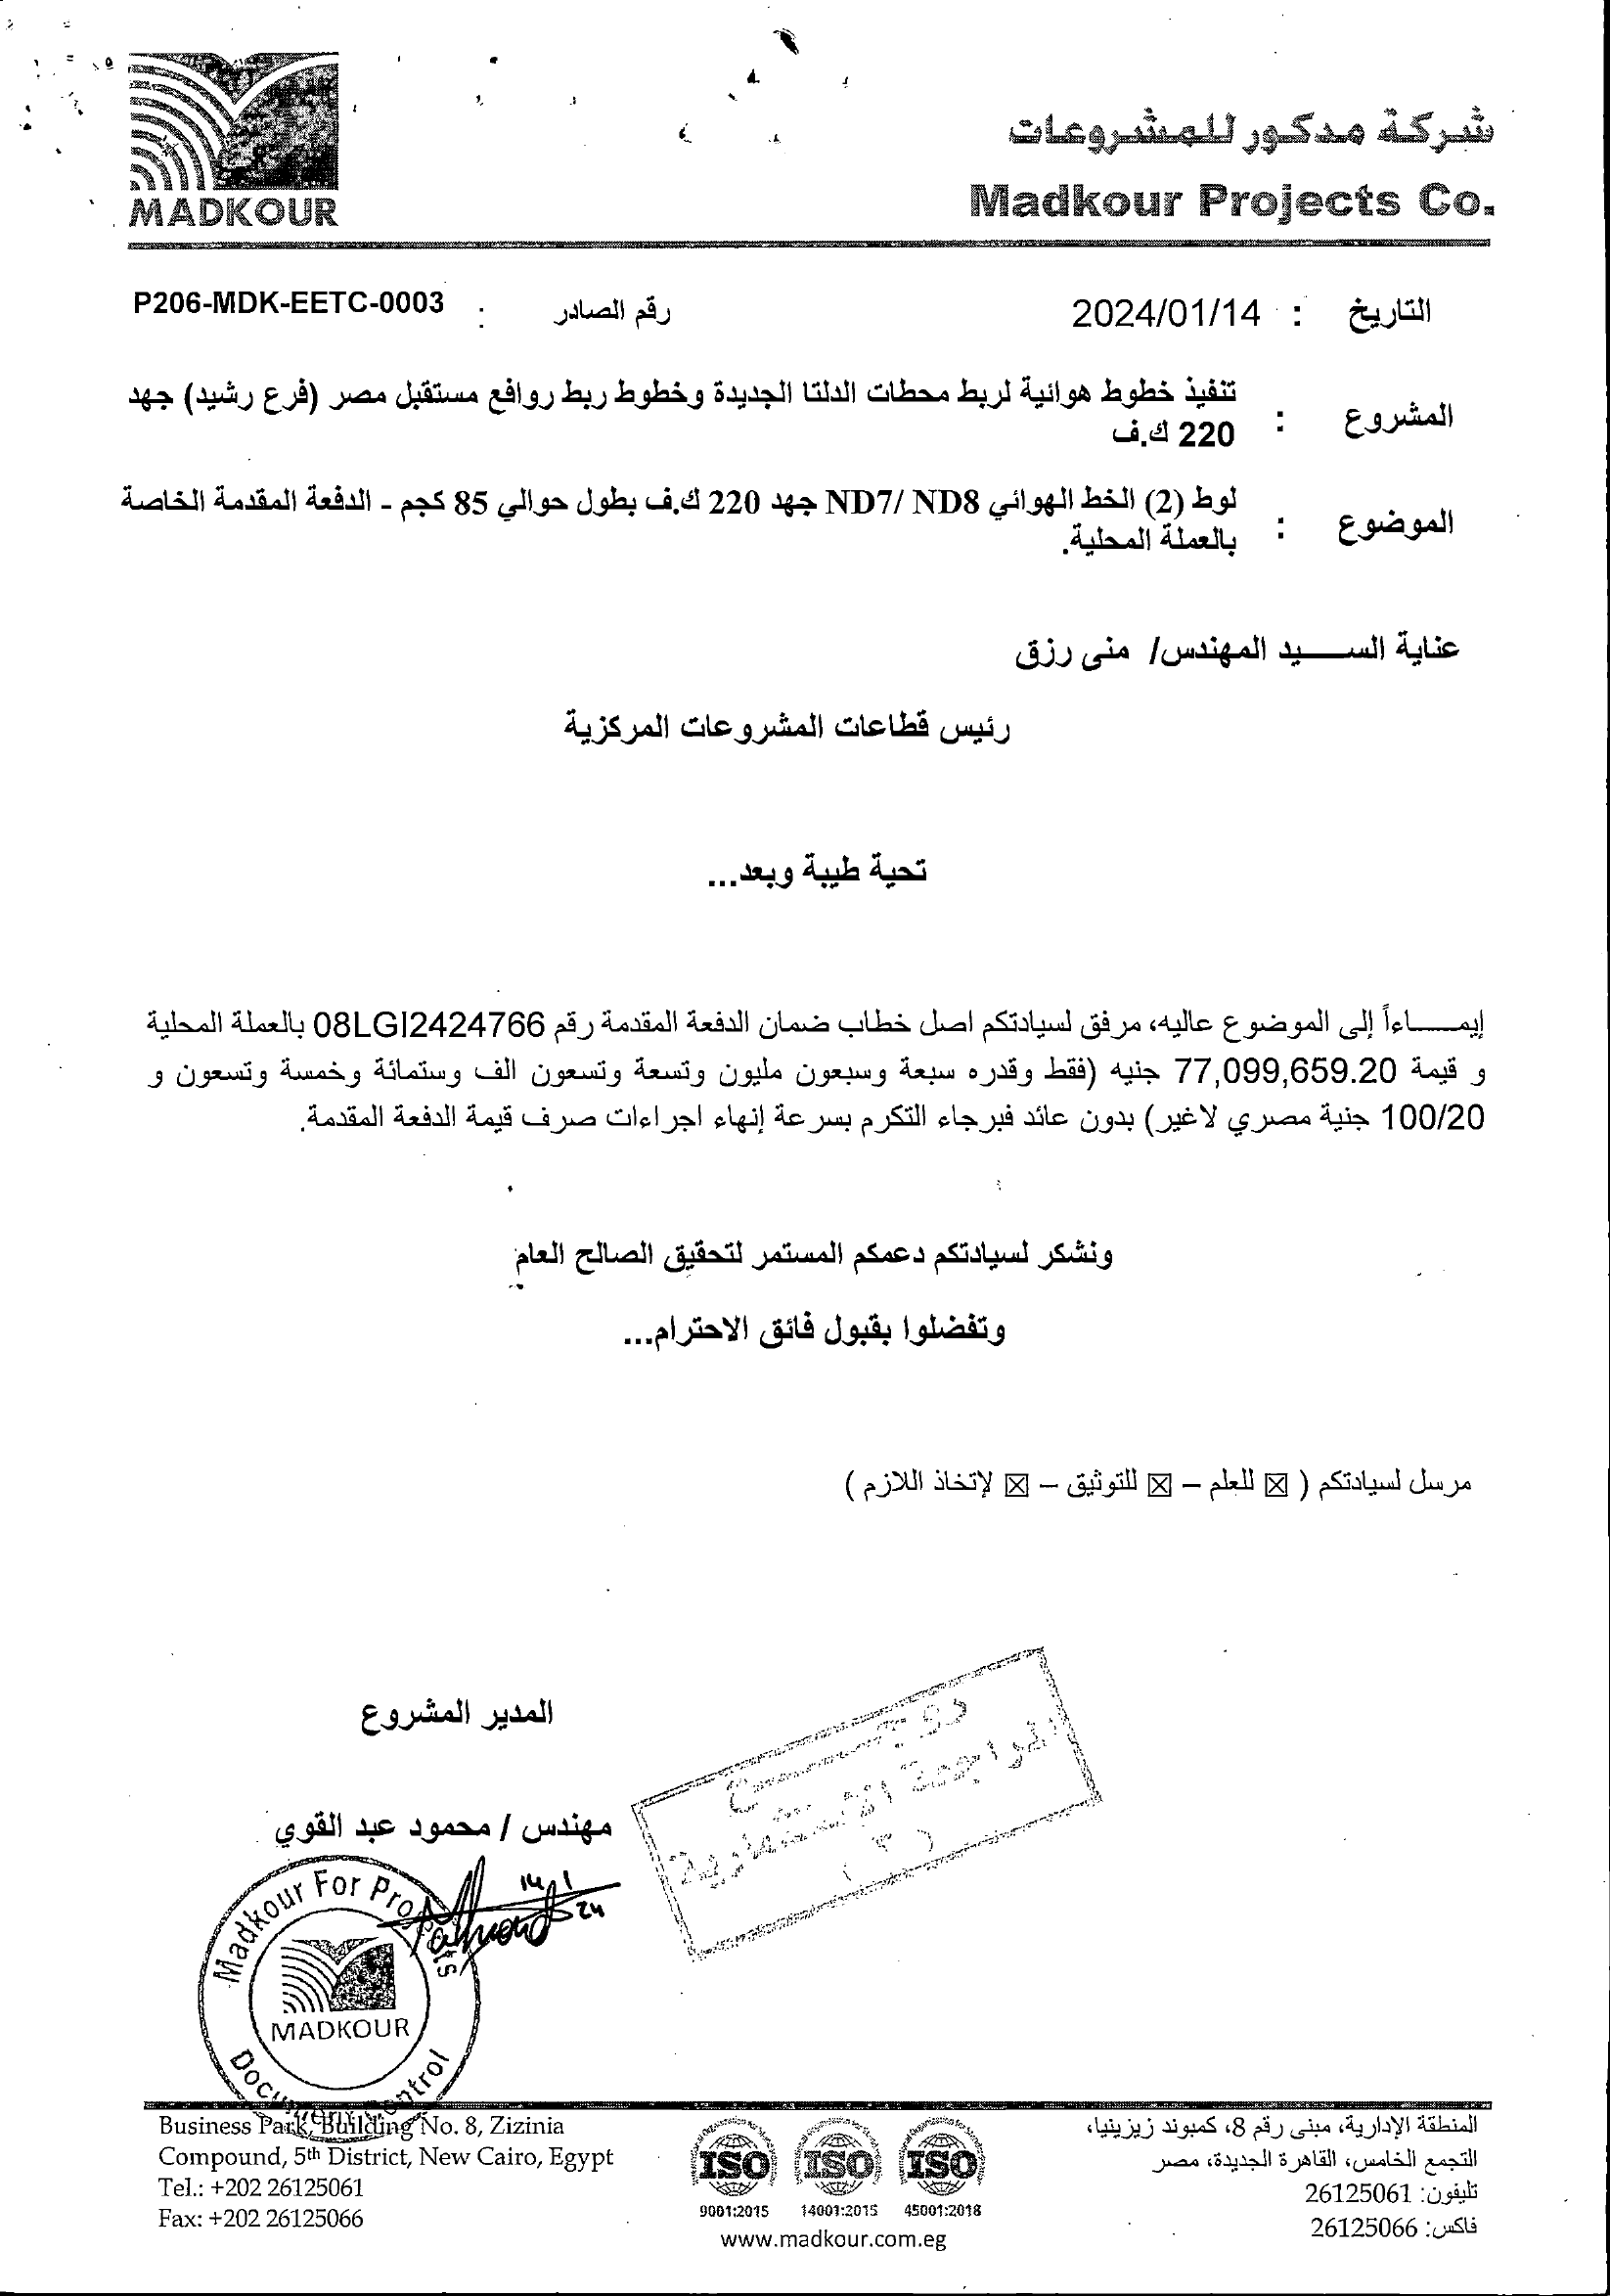 MADKOUR
شركة مدكور للمشروعات
Madkour Projects Co.
التاريخ : 2024/01/14
رقم الصادر : P206-MDK-EETC-0003
المشروع : تنفيذ خطوط هوائية لربط محطات الدلتا الجديدة وخطوط ربط روافع مستقبل مصر (فرع رشيد) جهد
220 ك.ف
الموضوع : لوط (2) الخط الهوائي ND7/ ND8 جهد 220 ك.ف بطول حوالي 85 كجم - الدفعة المقدمة الخاصة
بالعملة المحلية.
عناية الســـــيد المهندس/ منى رزق
رئيس قطاعات المشروعات المركزية
تحية طيبة وبعد...
إيمـــــاءاً إلى الموضوع عاليه، مرفق لسيادتكم اصل خطاب ضمان الدفعة المقدمة رقم 08LGI2424766 بالعملة المحلية
و قيمة 77,099,659.20 جنيه (فقط وقدره سبعة وسبعون مليون وتسعة وتسعون الف وستمائة وخمسة وتسعون و
100/20 جنية مصري لاغير) بدون عائد فبرجاء التكرم بسرعة إنهاء اجراءات صرف قيمة الدفعة المقدمة.
ونشكر لسيادتكم دعمكم المستمر لتحقيق الصالح العام
وتفضلوا بقبول فائق الاحترام...
مرسل لسيادتكم ( ☒ للعلم – ☒ للتوثيق – ☒ لإتخاذ اللازم )
المدير المشروع
مهندس / محمود عبد القوي
14/1
24
المراجعة الإستشارية
( ٣ )
Madkour For Projects
MADKOUR
Document Control
Business Park, Building No. 8, Zizinia
Compound, 5th District, New Cairo, Egypt
Tel.: +202 26125061
Fax: +202 26125066
ISO ISO ISO
9001:2015 14001:2015 45001:2018
www.madkour.com.eg
المنطقة الإدارية، مبنى رقم 8، كمبوند زيزينيا،
التجمع الخامس، القاهرة الجديدة، مصر
تليفون: 26125061
فاكس: 26125066